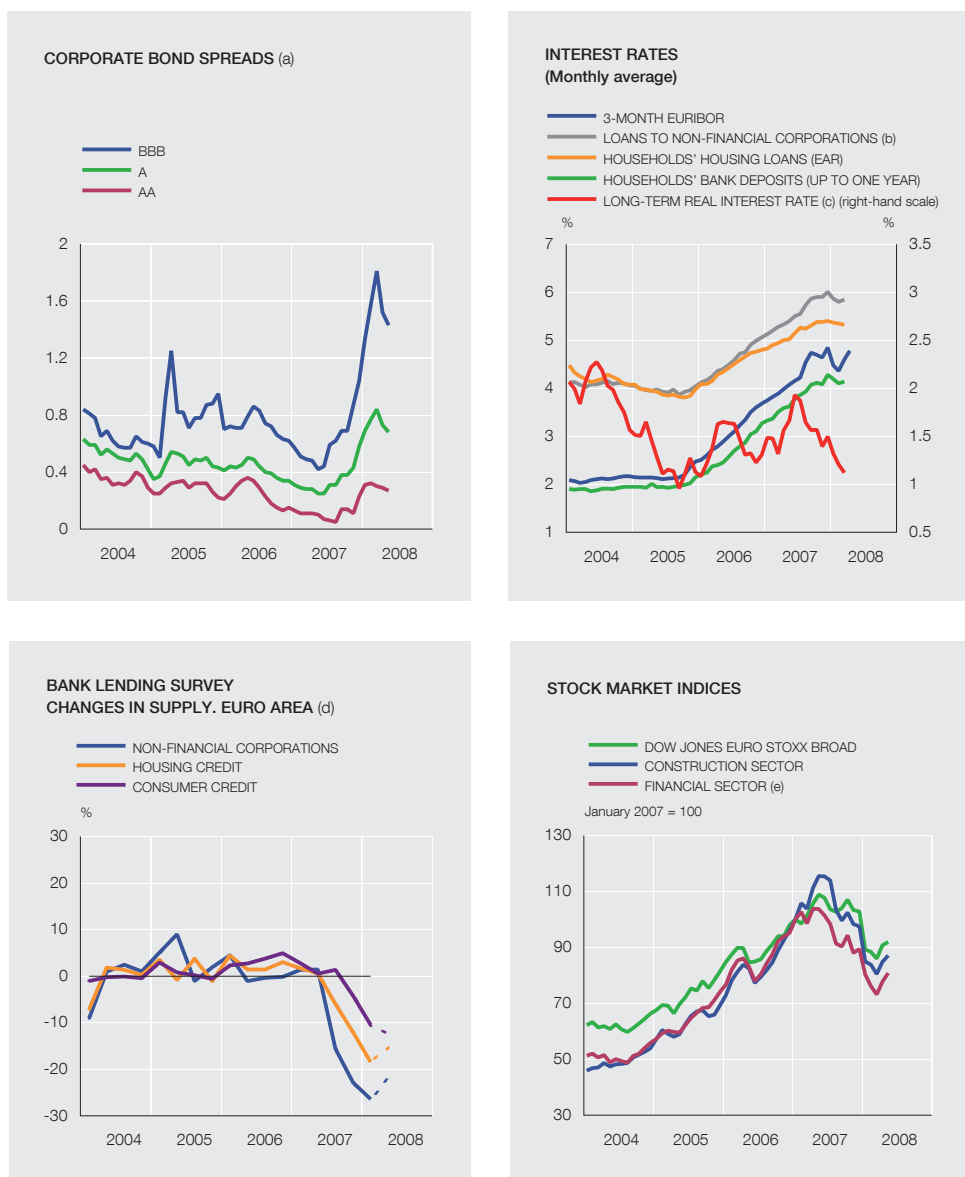 CORPORATE BOND SPREADS (a)
BBB
A
AA
2
1.6
1.2
0.8
0.4
0
2004 2005 2006 2007 2008
INTEREST RATES
(Monthly average)
3-MONTH EURIBOR
LOANS TO NON-FINANCIAL CORPORATIONS (b)
HOUSEHOLDS' HOUSING LOANS (EAR)
HOUSEHOLDS' BANK DEPOSITS (UP TO ONE YEAR)
LONG-TERM REAL INTEREST RATE (c) (right-hand scale)
% %
7 3.5
6 3
5 2.5
4 2
3 1.5
2 1
1 0.5
2004 2005 2006 2007 2008
BANK LENDING SURVEY
CHANGES IN SUPPLY. EURO AREA (d)
NON-FINANCIAL CORPORATIONS
HOUSING CREDIT
CONSUMER CREDIT
%
30
20
10
0
-10
-20
-30
2004 2005 2006 2007 2008
STOCK MARKET INDICES
DOW JONES EURO STOXX BROAD
CONSTRUCTION SECTOR
FINANCIAL SECTOR (e)
January 2007 = 100
130
110
90
70
50
30
2004 2005 2006 2007 2008